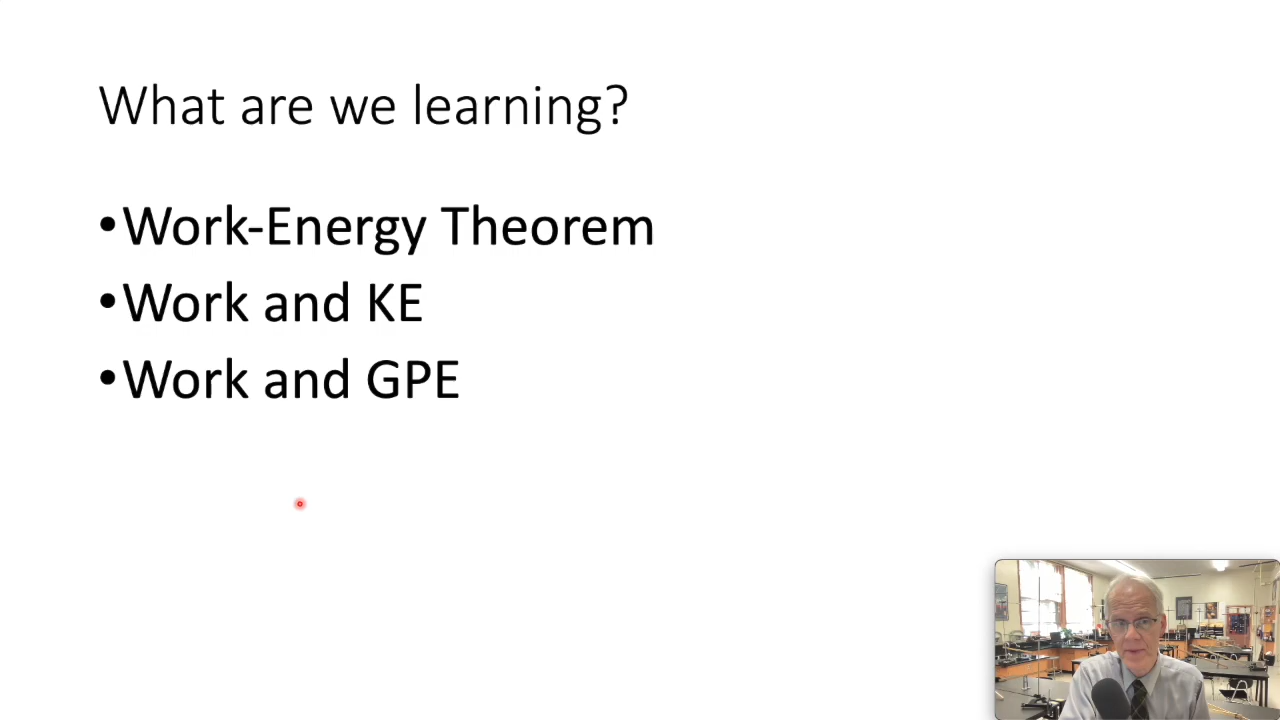 What are we learning?
•Work-Energy Theorem
•Work and KE
•Work and GPE